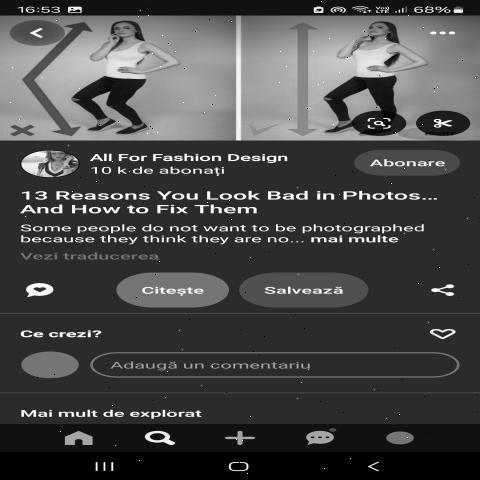 16:53
68%
All For Fashion Design
10 k de abonați
Abonare
13 Reasons You Look Bad in Photos...
And How to Fix Them
Some people do not want to be photographed
because they think they are no... mai multe
Vezi traducerea
Citește
Salvează
Ce crezi?
Adaugă un comentariu
Mai mult de explorat